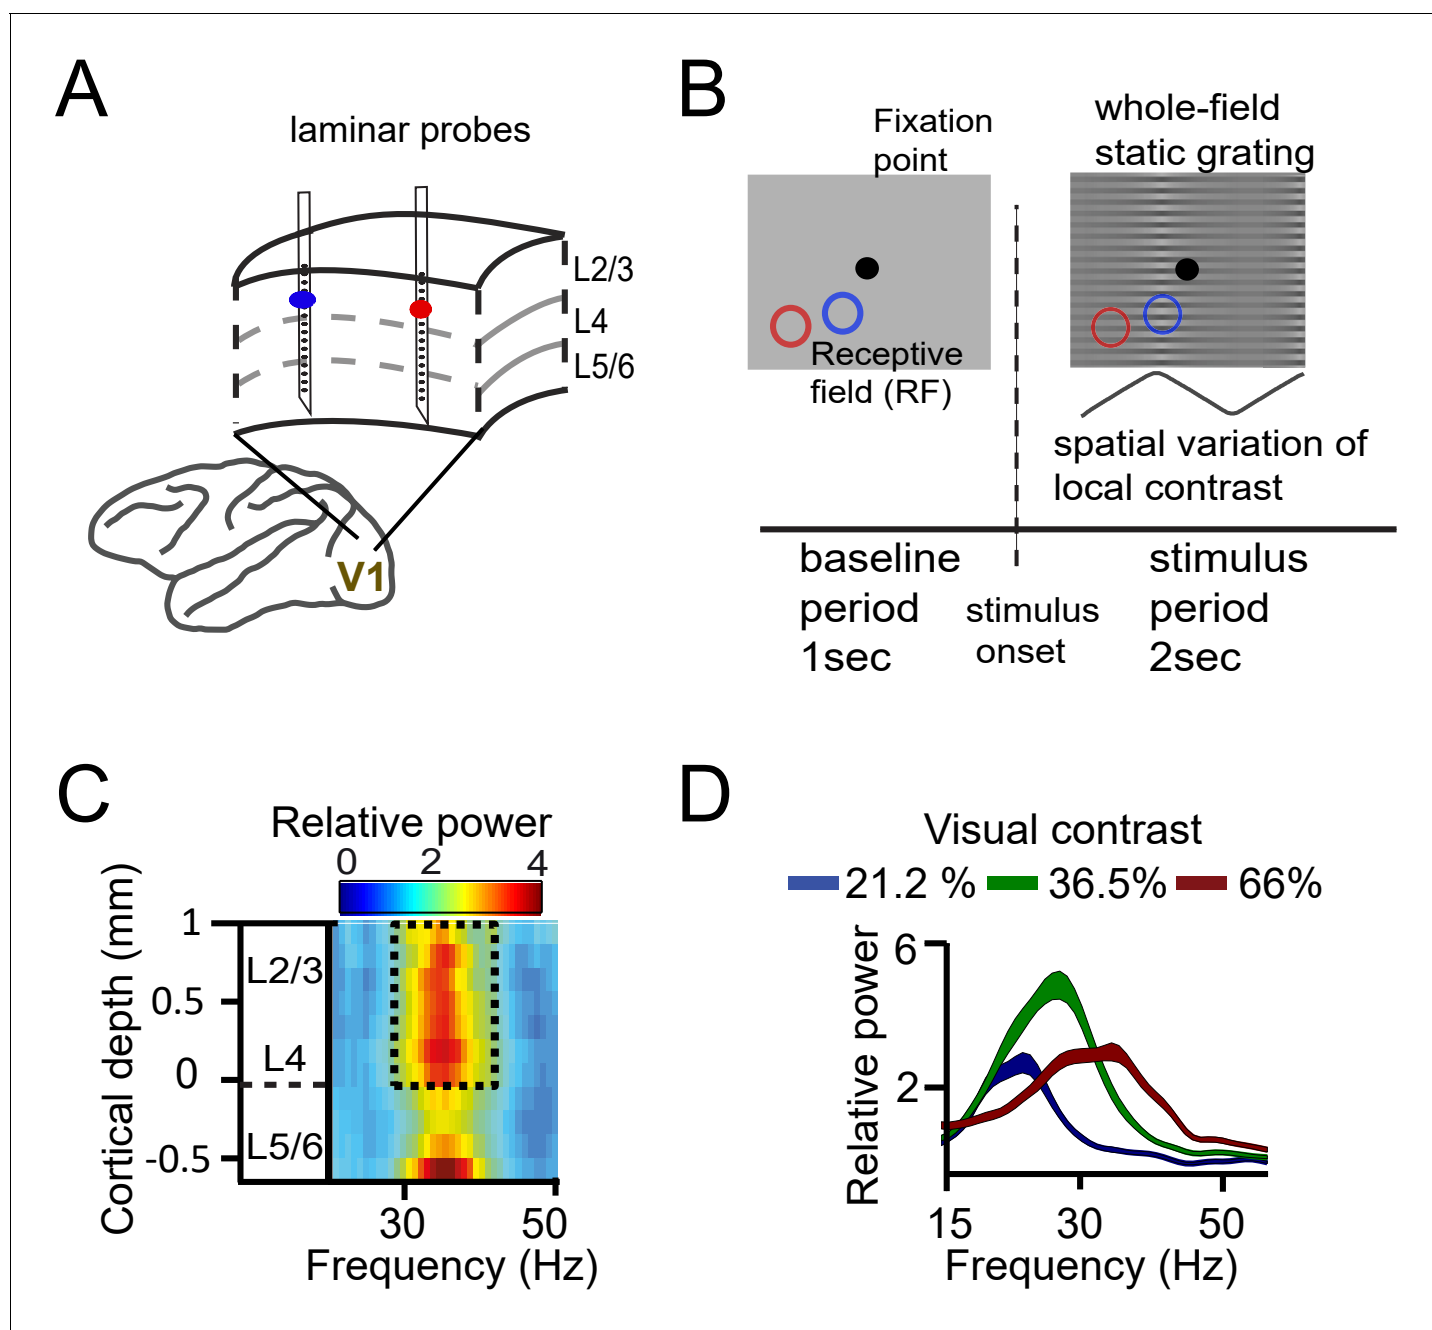 A
laminar probes
L2/3
L4
L5/6
V1
B
Fixation
point
whole-field
static grating
Receptive
field (RF)
spatial variation of
local contrast
baseline
period
1sec
stimulus
onset
stimulus
period
2sec
C
Relative power
0 2 4
Cortical depth (mm)
1
0.5
0
-0.5
L2/3
L4
L5/6
30 50
Frequency (Hz)
D
Visual contrast
21.2 % 36.5% 66%
Relative power
6
2
15 30 50
Frequency (Hz)